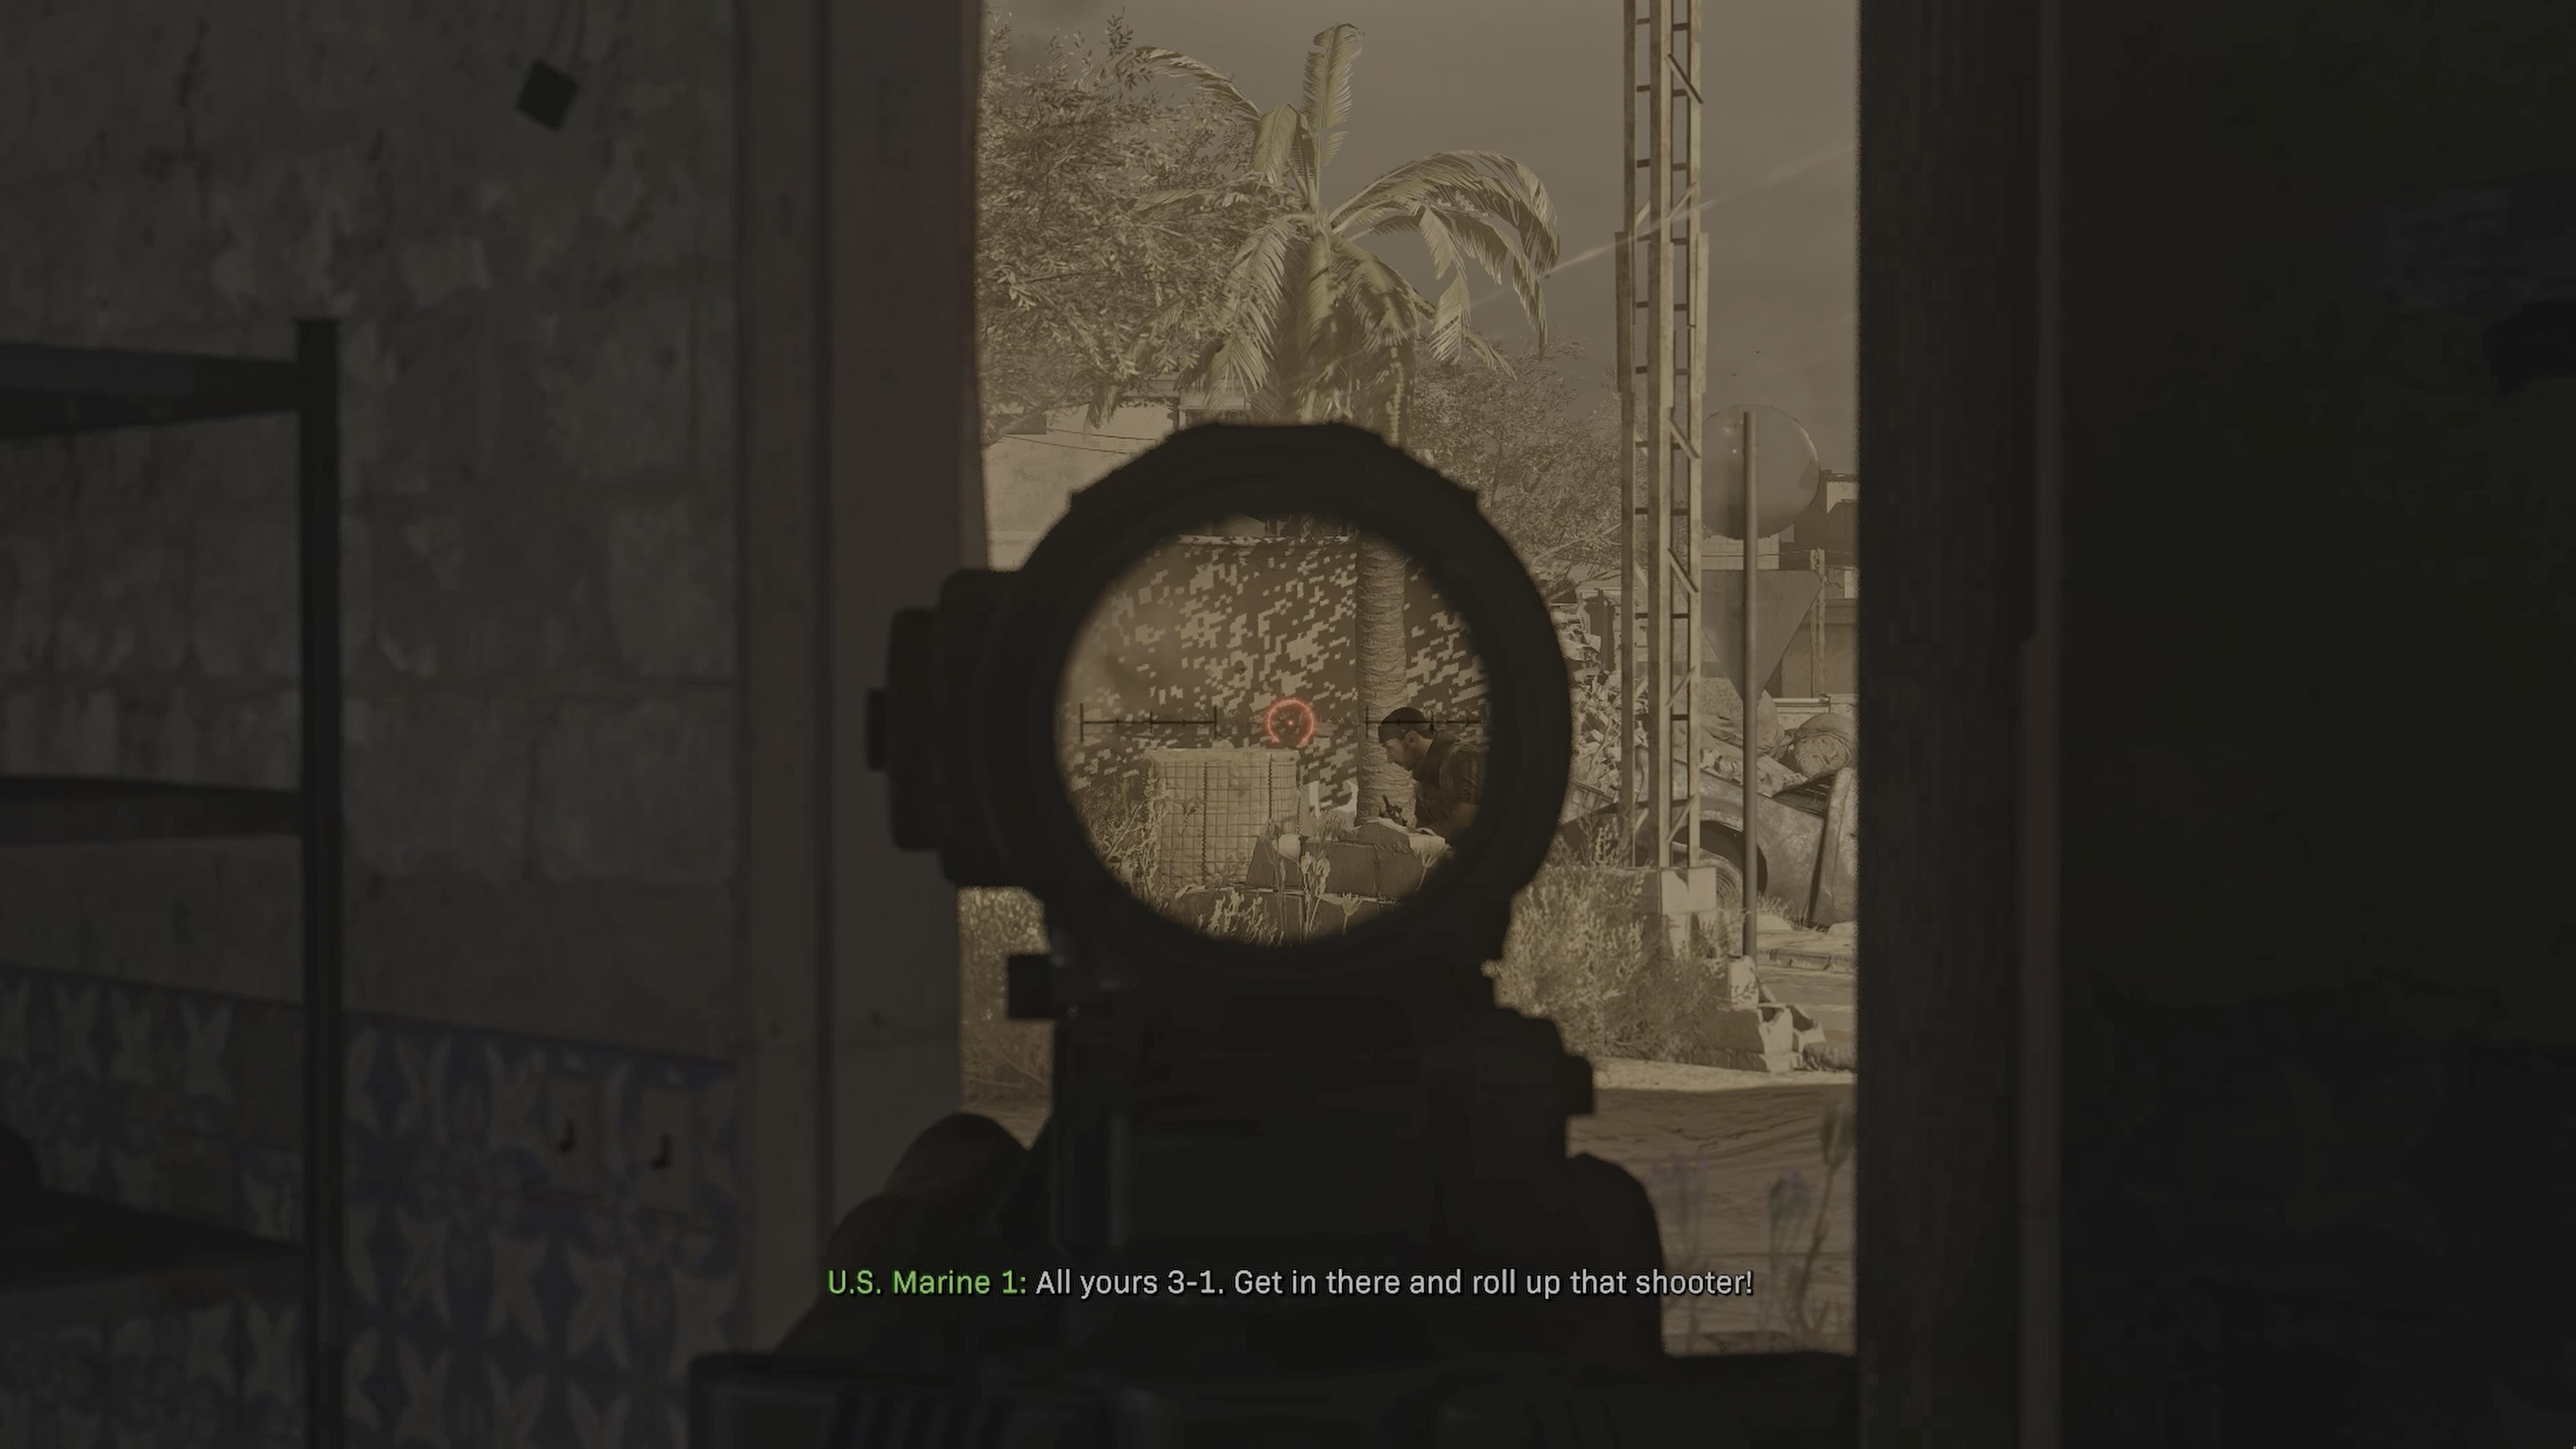 U.S. Marine 1: All yours 3-1. Get in there and roll up that shooter!